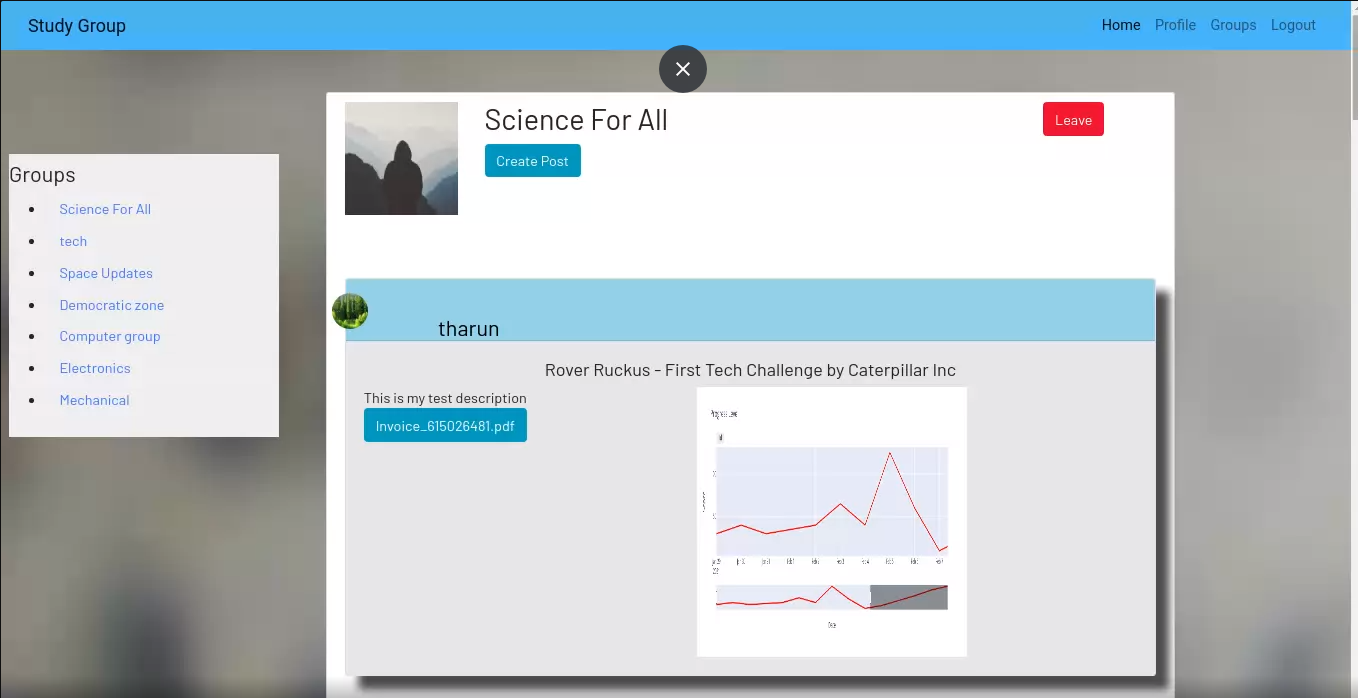 Study Group
Home Profile Groups Logout
Science For All
Leave
Create Post
Groups
Science For All
tech
Space Updates
Democratic zone
Computer group
Electronics
Mechanical
tharun
Rover Ruckus - First Tech Challenge by Caterpillar Inc
This is my test description
Invoice_615026481.pdf